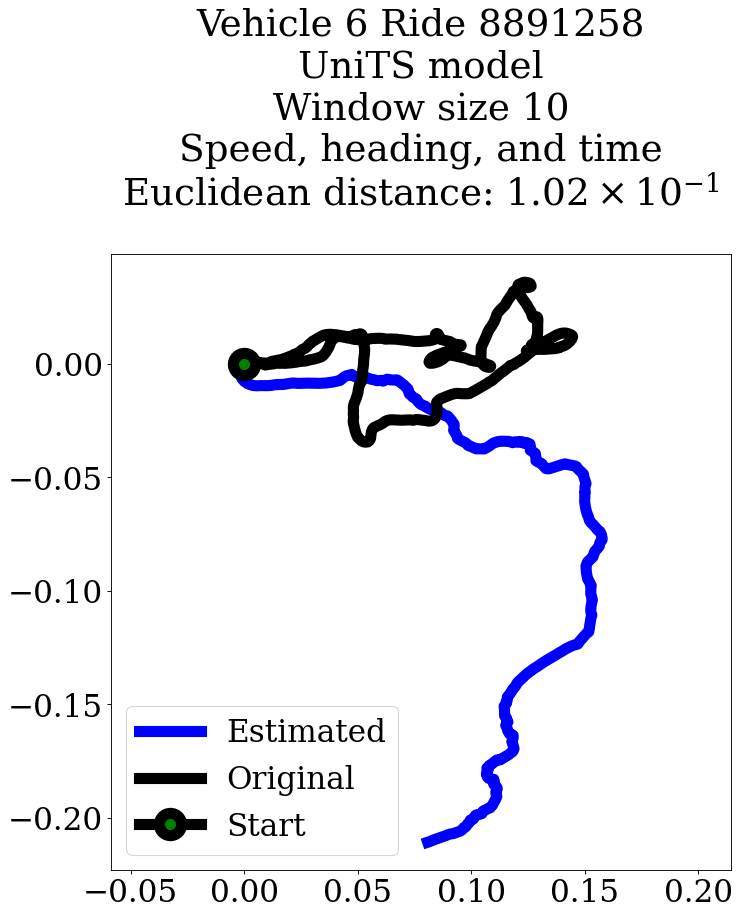 Vehicle 6 Ride 8891258
UniTS model
Window size 10
Speed, heading, and time
Euclidean distance: 1.02 × 10⁻¹
0.00
−0.05
−0.10
−0.15
−0.20
Estimated
Original
Start
−0.05 0.00 0.05 0.10 0.15 0.20